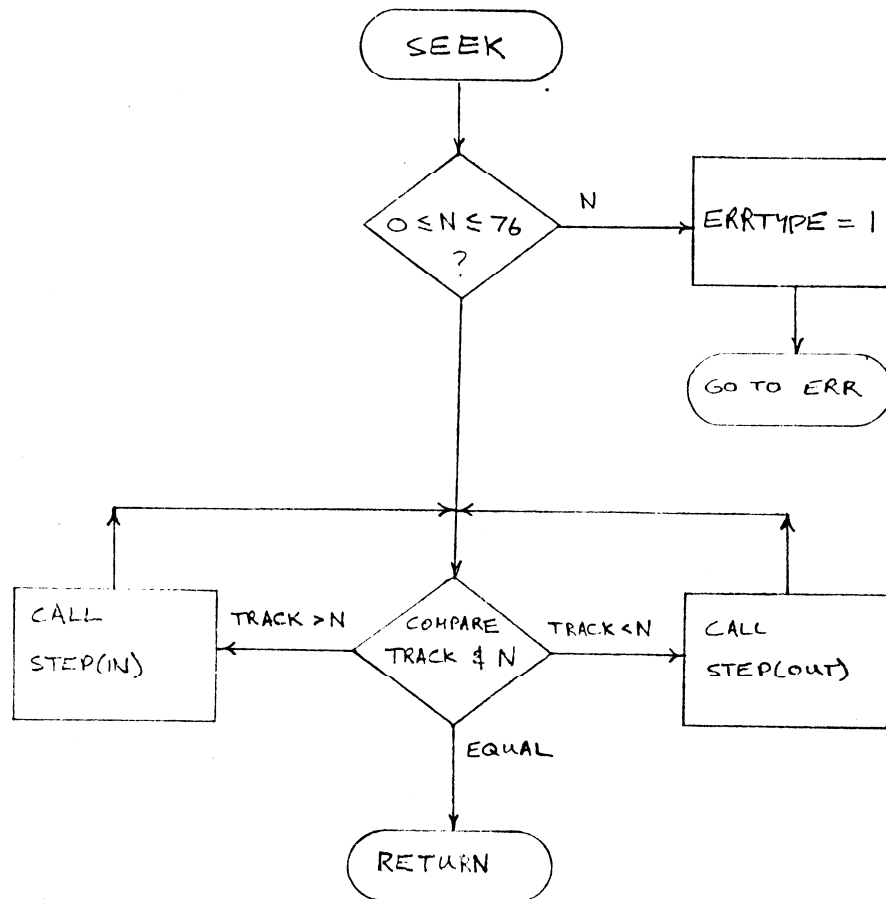 SEEK
0 ≤ N ≤ 76
?
N
ERRTYPE = 1
GO TO ERR
CALL
STEP(IN)
TRACK > N
COMPARE
TRACK & N
TRACK < N
CALL
STEP(OUT)
EQUAL
RETURN